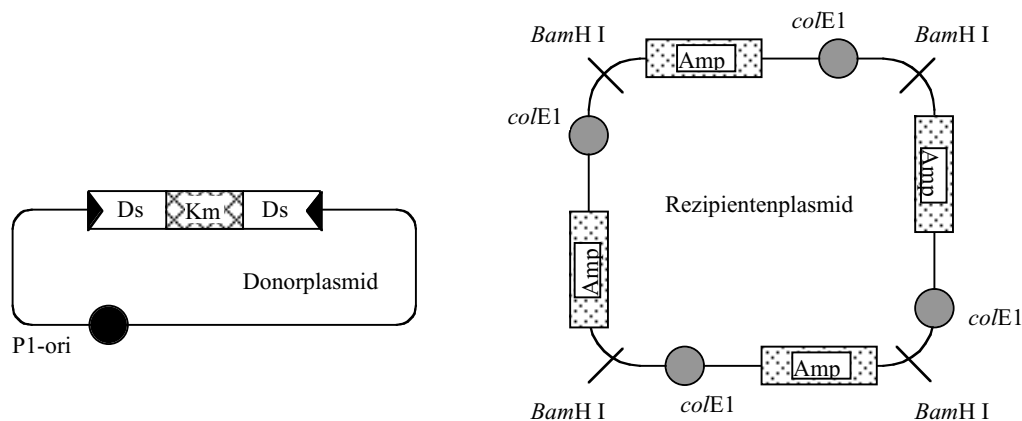 Ds Km Ds
Donorplasmid
P1-ori
BamH I
Amp
colE1
BamH I
colE1
Amp
Rezipientenplasmid
Amp
colE1
Amp
colE1
BamH I
BamH I